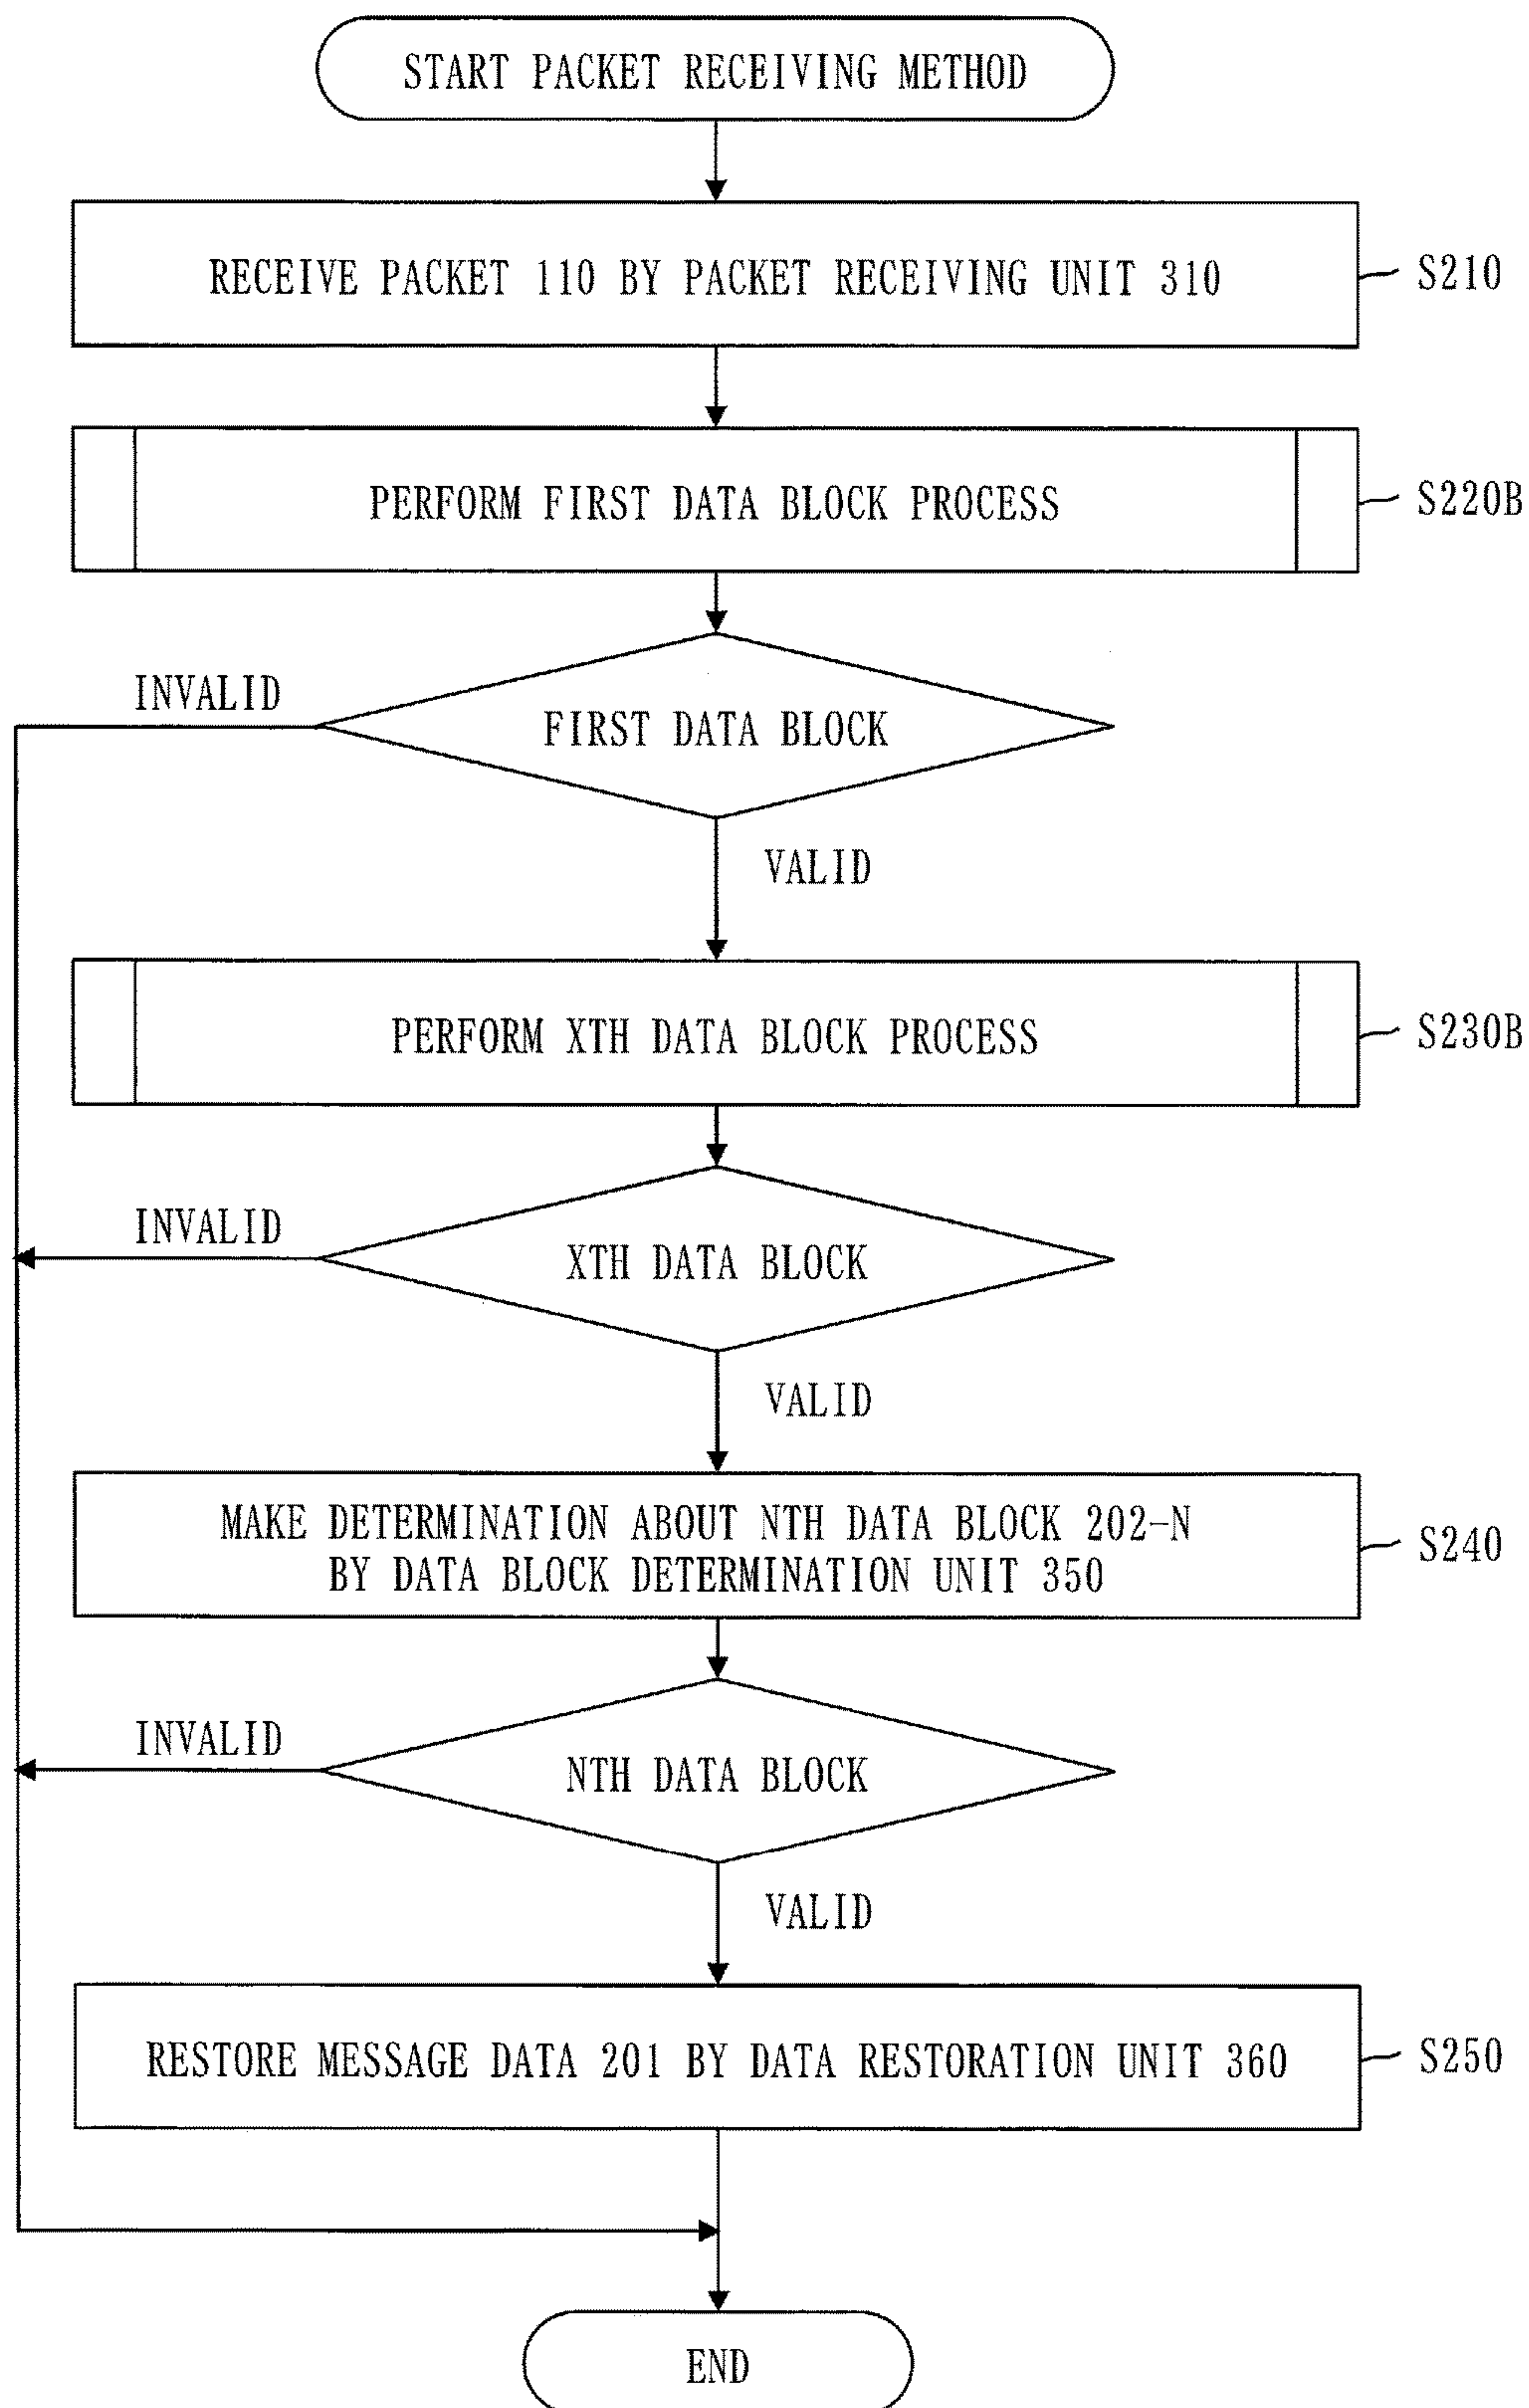 START PACKET RECEIVING METHOD
RECEIVE PACKET 110 BY PACKET RECEIVING UNIT 310
S210
PERFORM FIRST DATA BLOCK PROCESS
S220B
INVALID
FIRST DATA BLOCK
VALID
PERFORM XTH DATA BLOCK PROCESS
S230B
INVALID
XTH DATA BLOCK
VALID
MAKE DETERMINATION ABOUT NTH DATA BLOCK 202-N
BY DATA BLOCK DETERMINATION UNIT 350
S240
INVALID
NTH DATA BLOCK
VALID
RESTORE MESSAGE DATA 201 BY DATA RESTORATION UNIT 360
S250
END